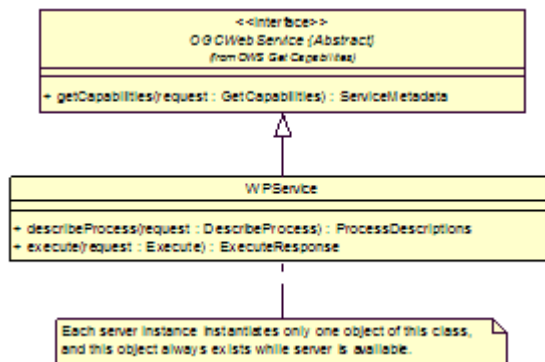 <<Interface>>
OGCWebService {Abstract}
(from OWS Get Capabilities)
+ getCapabilities(request : GetCapabilities) : ServiceMetadata
WPService
+ describeProcess(request : DescribeProcess) : ProcessDescriptions
+ execute(request : Execute) : ExecuteResponse
Each server instance instantiates only one object of this class,
and this object always exists while server is available.